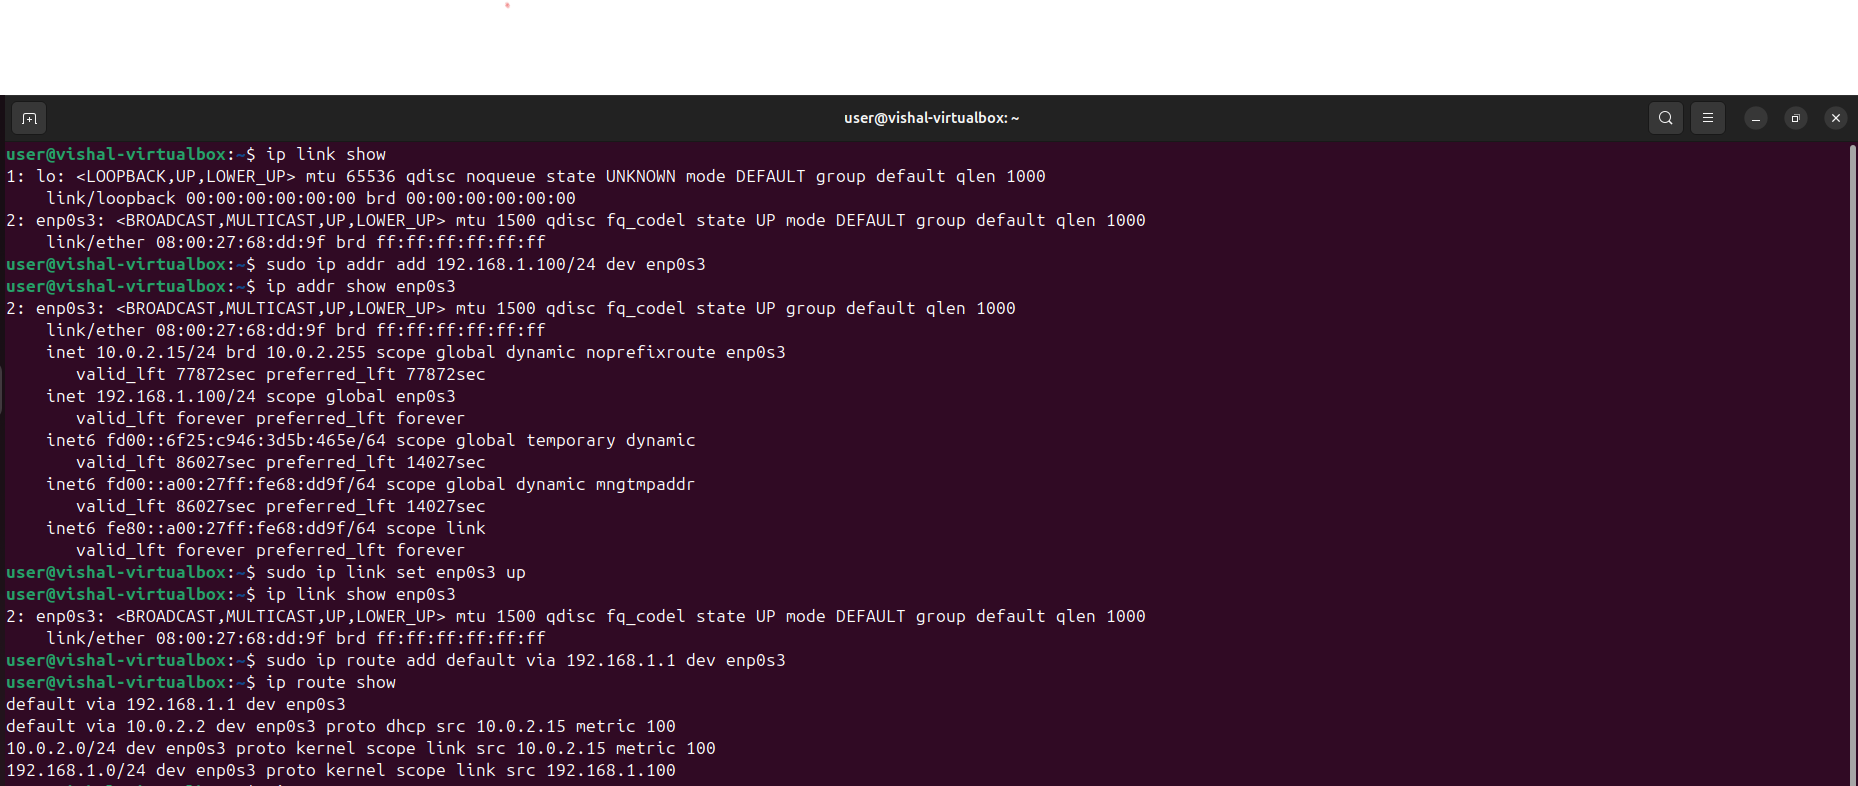 user@vishal-virtualbox: ~
user@vishal-virtualbox:~$ ip link show
1: lo: <LOOPBACK,UP,LOWER_UP> mtu 65536 qdisc noqueue state UNKNOWN mode DEFAULT group default qlen 1000
    link/loopback 00:00:00:00:00:00 brd 00:00:00:00:00:00
2: enp0s3: <BROADCAST,MULTICAST,UP,LOWER_UP> mtu 1500 qdisc fq_codel state UP mode DEFAULT group default qlen 1000
    link/ether 08:00:27:68:dd:9f brd ff:ff:ff:ff:ff:ff
user@vishal-virtualbox:~$ sudo ip addr add 192.168.1.100/24 dev enp0s3
user@vishal-virtualbox:~$ ip addr show enp0s3
2: enp0s3: <BROADCAST,MULTICAST,UP,LOWER_UP> mtu 1500 qdisc fq_codel state UP group default qlen 1000
    link/ether 08:00:27:68:dd:9f brd ff:ff:ff:ff:ff:ff
    inet 10.0.2.15/24 brd 10.0.2.255 scope global dynamic noprefixroute enp0s3
       valid_lft 77872sec preferred_lft 77872sec
    inet 192.168.1.100/24 scope global enp0s3
       valid_lft forever preferred_lft forever
    inet6 fd00::6f25:c946:3d5b:465e/64 scope global temporary dynamic
       valid_lft 86027sec preferred_lft 14027sec
    inet6 fd00::a00:27ff:fe68:dd9f/64 scope global dynamic mngtmpaddr
       valid_lft 86027sec preferred_lft 14027sec
    inet6 fe80::a00:27ff:fe68:dd9f/64 scope link
       valid_lft forever preferred_lft forever
user@vishal-virtualbox:~$ sudo ip link set enp0s3 up
user@vishal-virtualbox:~$ ip link show enp0s3
2: enp0s3: <BROADCAST,MULTICAST,UP,LOWER_UP> mtu 1500 qdisc fq_codel state UP mode DEFAULT group default qlen 1000
    link/ether 08:00:27:68:dd:9f brd ff:ff:ff:ff:ff:ff
user@vishal-virtualbox:~$ sudo ip route add default via 192.168.1.1 dev enp0s3
user@vishal-virtualbox:~$ ip route show
default via 192.168.1.1 dev enp0s3
default via 10.0.2.2 dev enp0s3 proto dhcp src 10.0.2.15 metric 100
10.0.2.0/24 dev enp0s3 proto kernel scope link src 10.0.2.15 metric 100
192.168.1.0/24 dev enp0s3 proto kernel scope link src 192.168.1.100